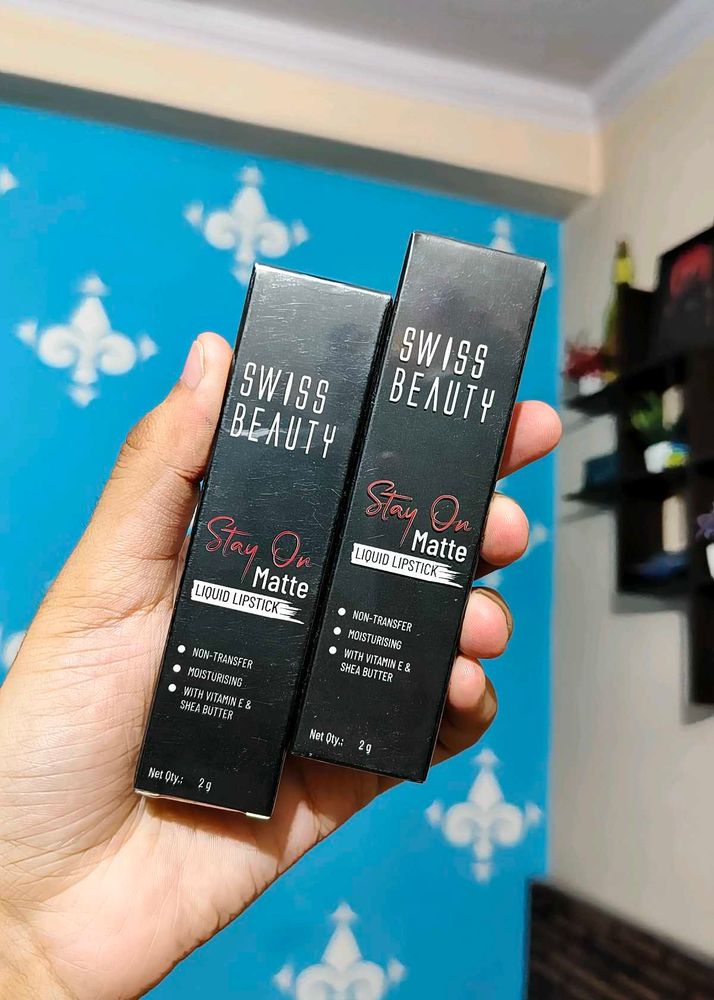 SWISS
BEAUTY
Stay On
Matte
LIQUID LIPSTICK
NON-TRANSFER
MOISTURISING
WITH VITAMIN E &
SHEA BUTTER
Net Qty.: 2 g
SWISS
BEAUTY
Stay On
Matte
LIQUID LIPSTICK
NON-TRANSFER
MOISTURISING
WITH VITAMIN E &
SHEA BUTTER
Net Qty.: 2 g